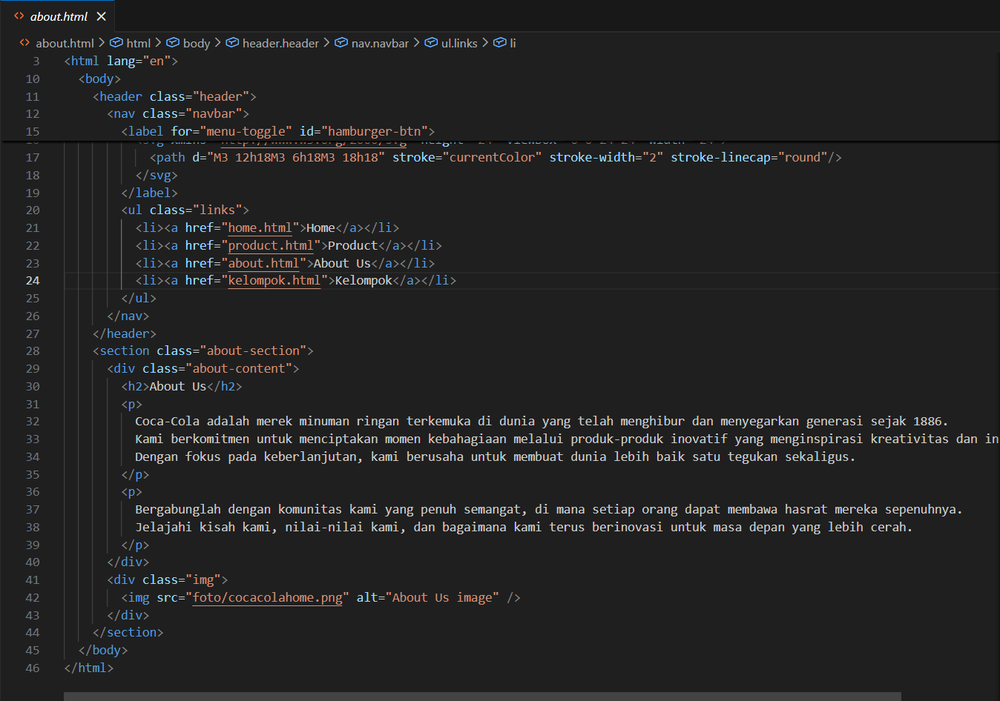 about.html
about.html > html > body > header.header > nav.navbar > ul.links > li
3 <html lang="en">
10 <body>
11 <header class="header">
12 <nav class="navbar">
15 <label for="menu-toggle" id="hamburger-btn">
17 <path d="M3 12h18M3 6h18M3 18h18" stroke="currentColor" stroke-width="2" stroke-linecap="round"/>
18 </svg>
19 </label>
20 <ul class="links">
21 <li><a href="home.html">Home</a></li>
22 <li><a href="product.html">Product</a></li>
23 <li><a href="about.html">About Us</a></li>
24 <li><a href="kelompok.html">Kelompok</a></li>
25 </ul>
26 </nav>
27 </header>
28 <section class="about-section">
29 <div class="about-content">
30 <h2>About Us</h2>
31 <p>
32 Coca-Cola adalah merek minuman ringan terkemuka di dunia yang telah menghibur dan menyegarkan generasi sejak 1886.
33 Kami berkomitmen untuk menciptakan momen kebahagiaan melalui produk-produk inovatif yang menginspirasi kreativitas dan in
34 Dengan fokus pada keberlanjutan, kami berusaha untuk membuat dunia lebih baik satu tegukan sekaligus.
35 </p>
36 <p>
37 Bergabunglah dengan komunitas kami yang penuh semangat, di mana setiap orang dapat membawa hasrat mereka sepenuhnya.
38 Jelajahi kisah kami, nilai-nilai kami, dan bagaimana kami terus berinovasi untuk masa depan yang lebih cerah.
39 </p>
40 </div>
41 <div class="img">
42 <img src="foto/cocacolahome.png" alt="About Us image" />
43 </div>
44 </section>
45 </body>
46 </html>